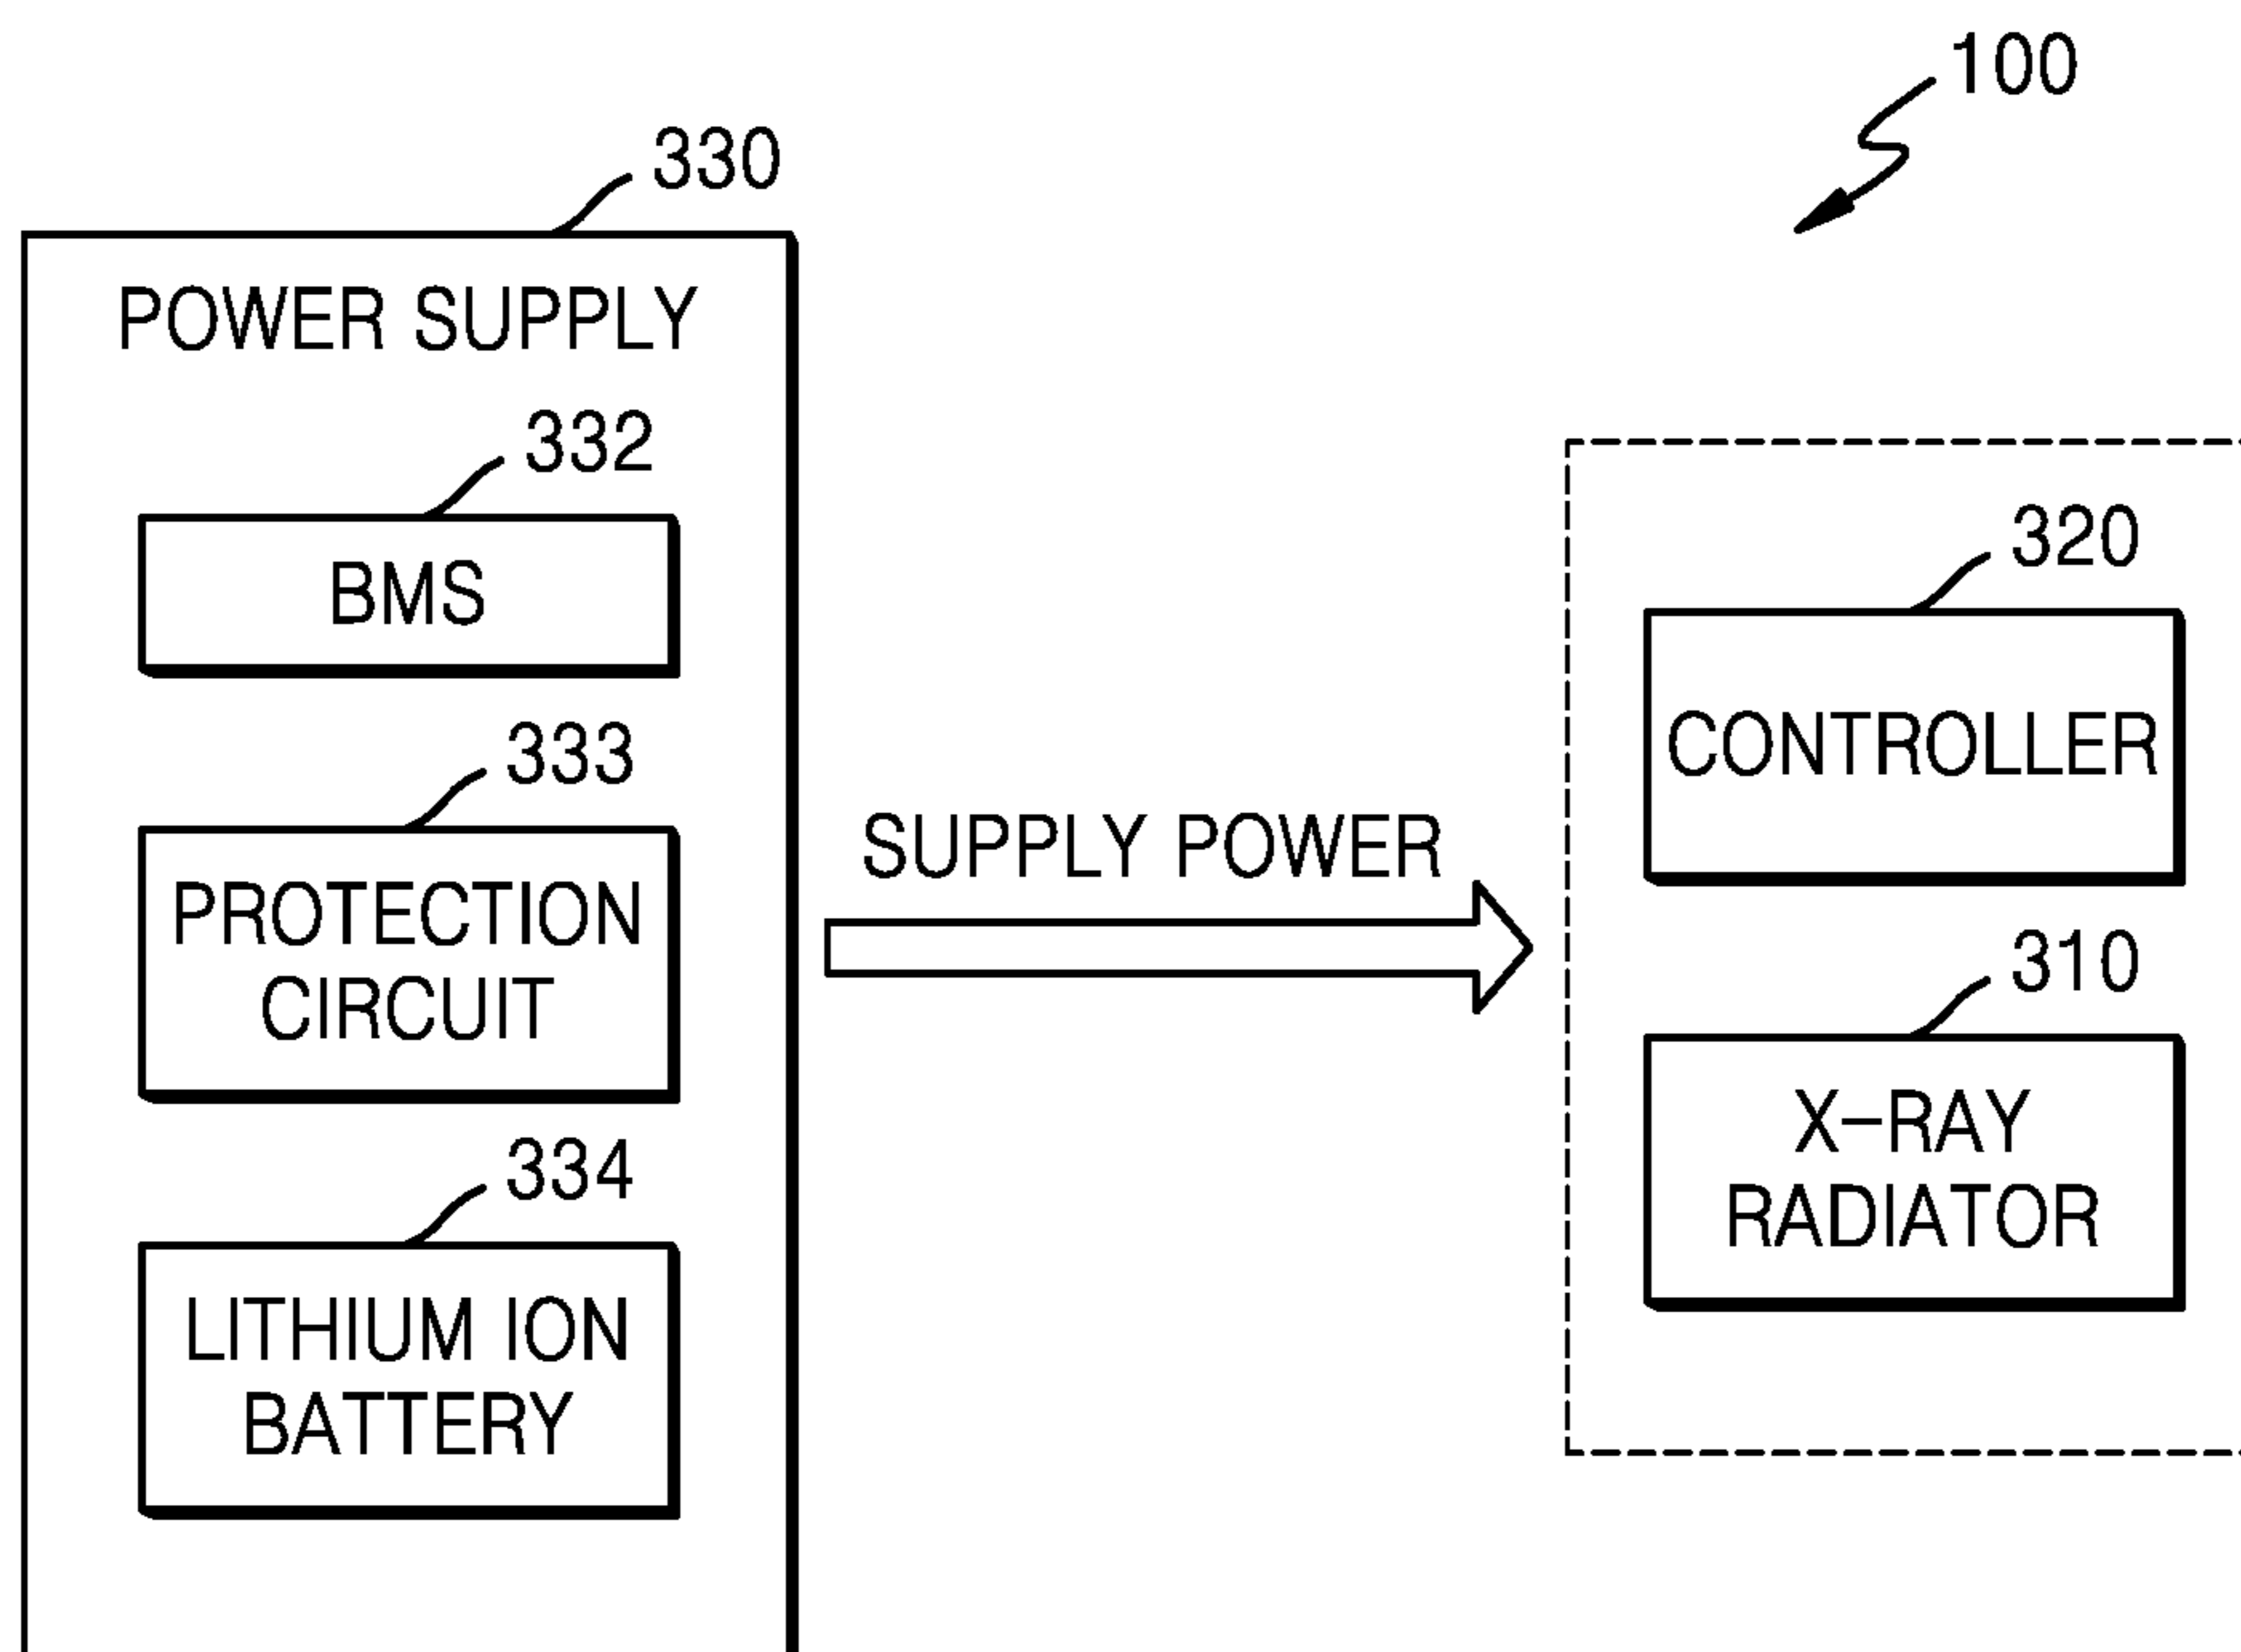 100
330
POWER SUPPLY
332
BMS
333
PROTECTION
CIRCUIT
334
LITHIUM ION
BATTERY
SUPPLY POWER
320
CONTROLLER
310
X-RAY
RADIATOR